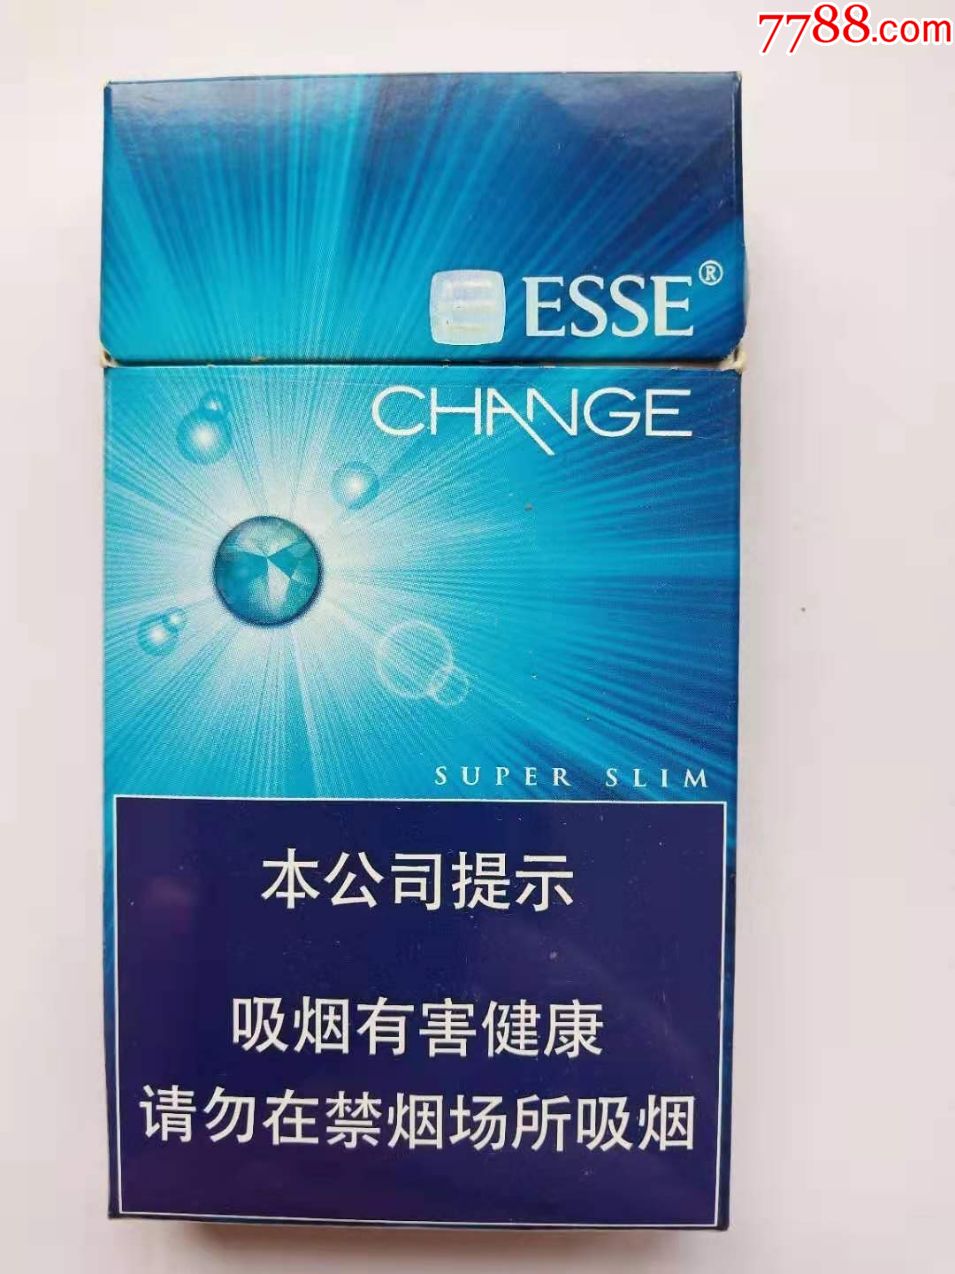 7788.com
ESSE®
CHANGE
SUPER SLIM
本公司提示
吸烟有害健康
请勿在禁烟场所吸烟